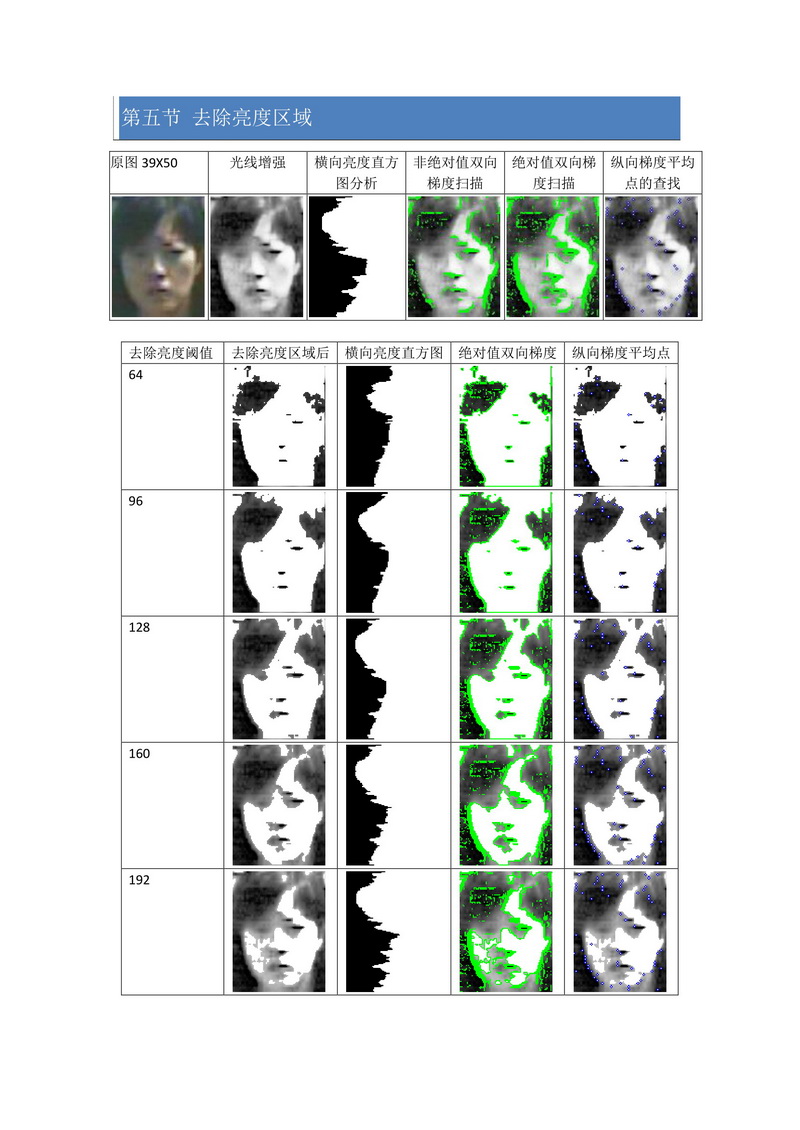 第五节 去除亮度区域
原图 39X50
光线增强
横向亮度直方
图分析
非绝对值双向
梯度扫描
绝对值双向梯
度扫描
纵向梯度平均
点的查找
去除亮度阈值
去除亮度区域后
横向亮度直方图
绝对值双向梯度
纵向梯度平均点
64
96
128
160
192